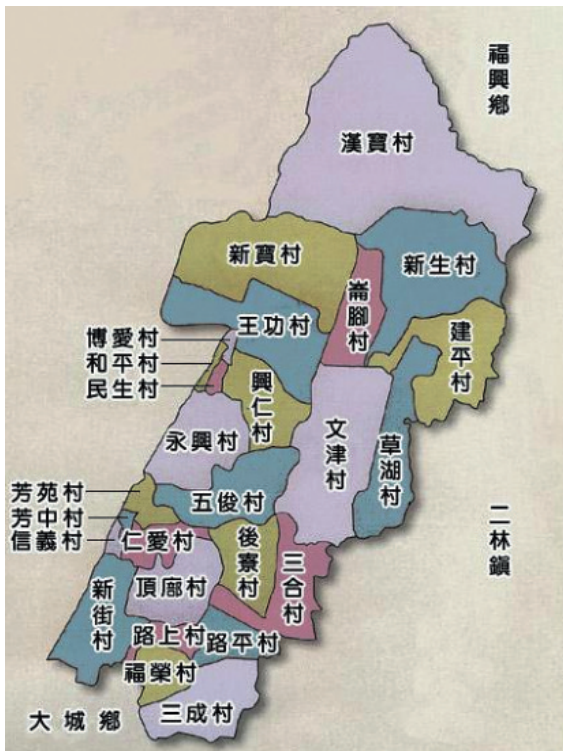 福興鄉
漢寶村
新寶村
新生村
崙腳村
王功村
建平村
博愛村
和平村
民生村
興仁村
文津村
草湖村
永興村
芳苑村
五俊村
芳中村
信義村
仁愛村
後寮村
三合村
二林鎮
新街村
頂廍村
路上村
路平村
福榮村
三成村
大城鄉